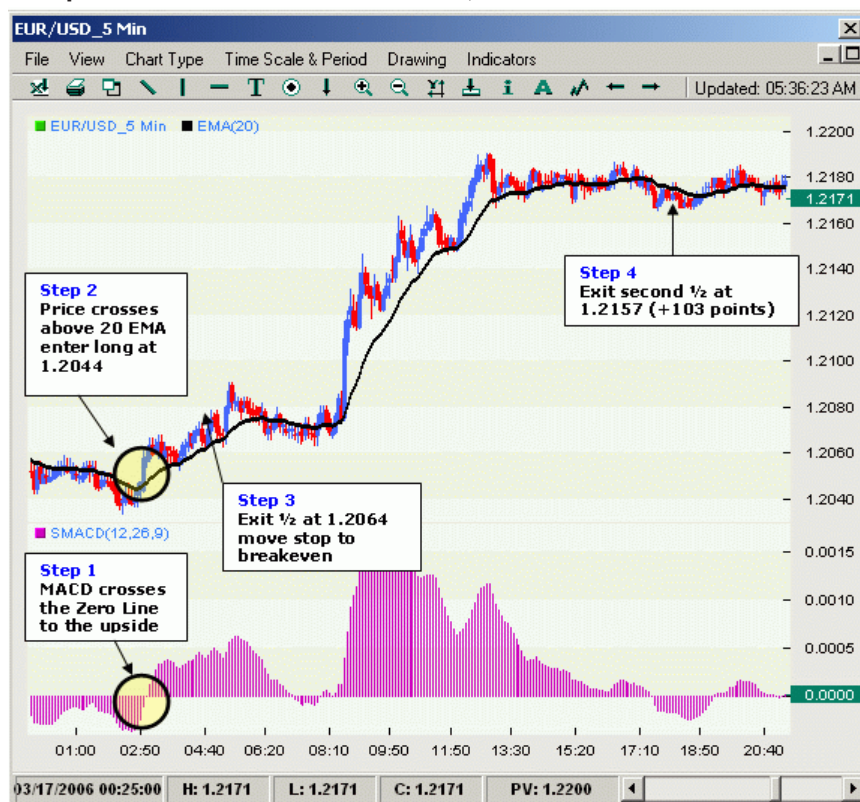 EUR/USD_5 Min
File View Chart Type Time Scale & Period Drawing Indicators
T i A Updated: 05:36:23 AM
EUR/USD_5 Min EMA(20)
1.2200
1.2180
1.2171
1.2160
1.2140
1.2120
1.2100
1.2080
1.2060
1.2040
Step 2
Price crosses
above 20 EMA
enter long at
1.2044
Step 4
Exit second ½ at
1.2157 (+103 points)
Step 3
Exit ½ at 1.2064
move stop to
breakeven
SMACD(12,26,9)
Step 1
MACD crosses
the Zero Line
to the upside
0.0015
0.0010
0.0005
0.0000
01:00 02:50 04:40 06:20 08:10 09:50 11:50 13:30 15:20 17:10 18:50 20:40
03/17/2006 00:25:00 H: 1.2171 L: 1.2171 C: 1.2171 PV: 1.2200